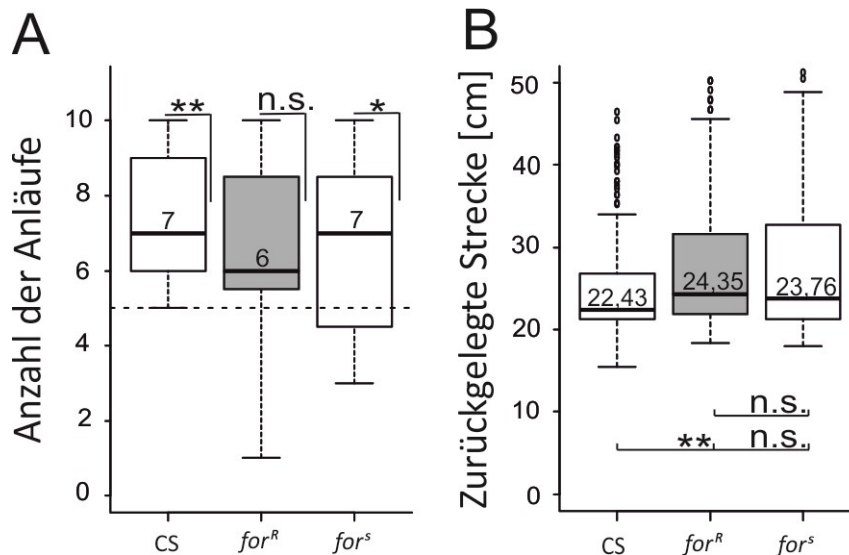 A
Anzahl der Anläufe
10
8
6
4
2
0
** n.s. *
7 6 7
CS for^R for^s
B
Zurückgelegte Strecke [cm]
50
40
30
20
10
0
22,43 24,35 23,76
n.s.
** n.s.
CS for^R for^s